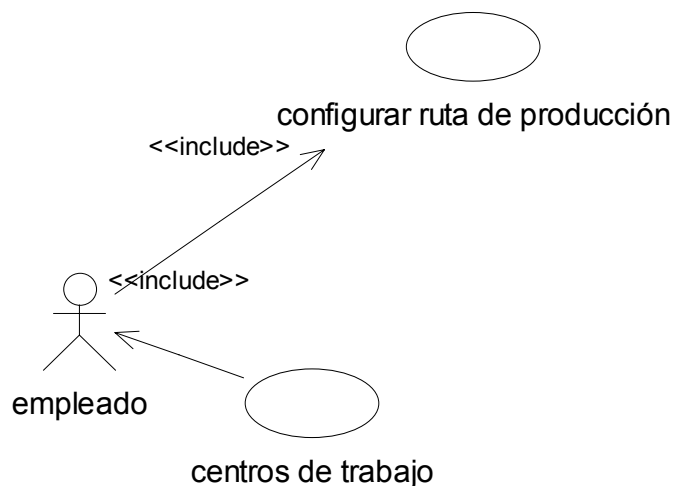 configurar ruta de producción
<<include>>
<<include>>
empleado
centros de trabajo